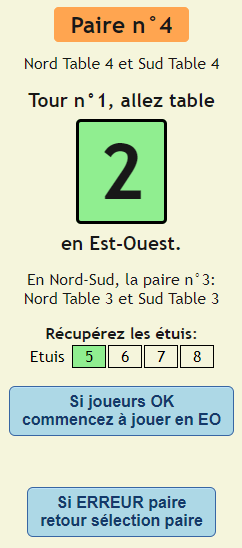 Paire n°4
Nord Table 4 et Sud Table 4
Tour n°1, allez table
2
en Est-Ouest.
En Nord-Sud, la paire n°3:
Nord Table 3 et Sud Table 3
Récupérez les étuis:
Etuis 5 6 7 8
Si joueurs OK
commencez à jouer en EO
Si ERREUR paire
retour sélection paire